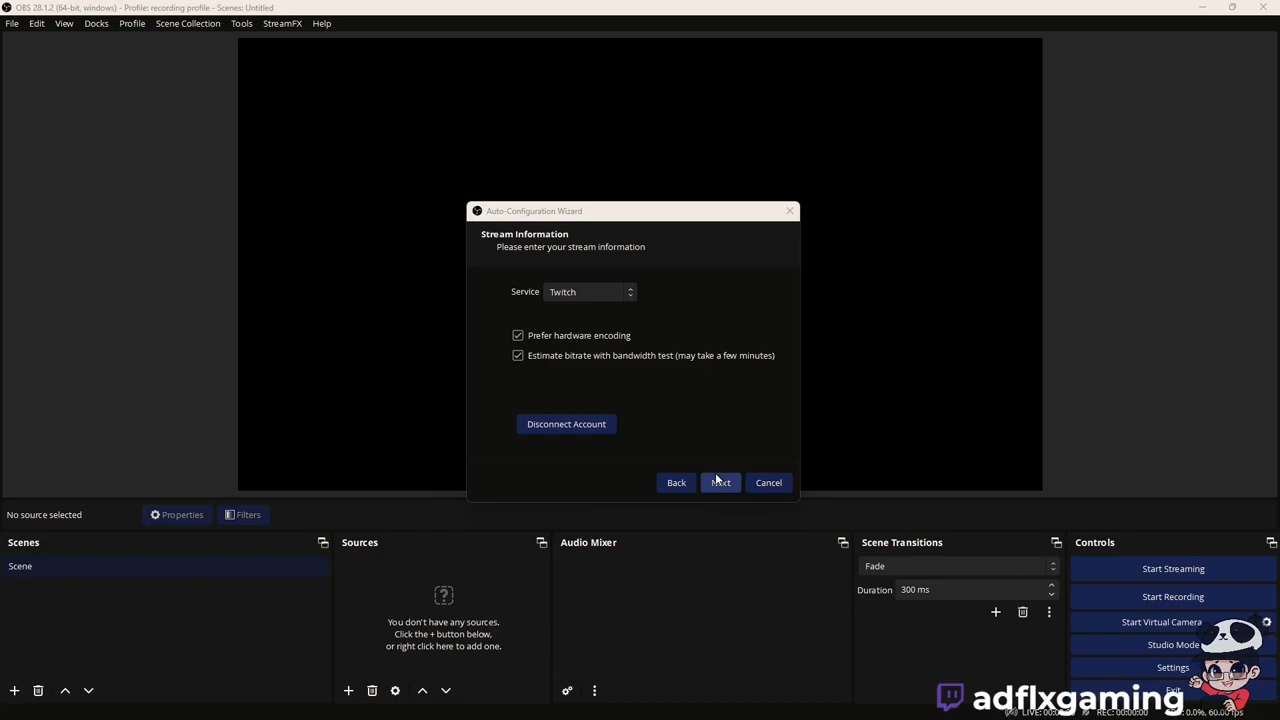 OBS 28.1.2 (64-bit, windows) - Profile: recording profile - Scenes: Untitled
File Edit View Docks Profile Scene Collection Tools StreamFX Help
Auto-Configuration Wizard
Stream Information
Please enter your stream information
Service Twitch
Prefer hardware encoding
Estimate bitrate with bandwidth test (may take a few minutes)
Disconnect Account
Back Next Cancel
No source selected Properties Filters
Scenes Sources Audio Mixer Scene Transitions Controls
Scene
Fade
Start Streaming
Duration 300 ms
Start Recording
You don't have any sources.
Click the + button below,
or right click here to add one.
Start Virtual Camera
Studio Mode
Settings
Exit
adflxgaming
REC: 00:00:00